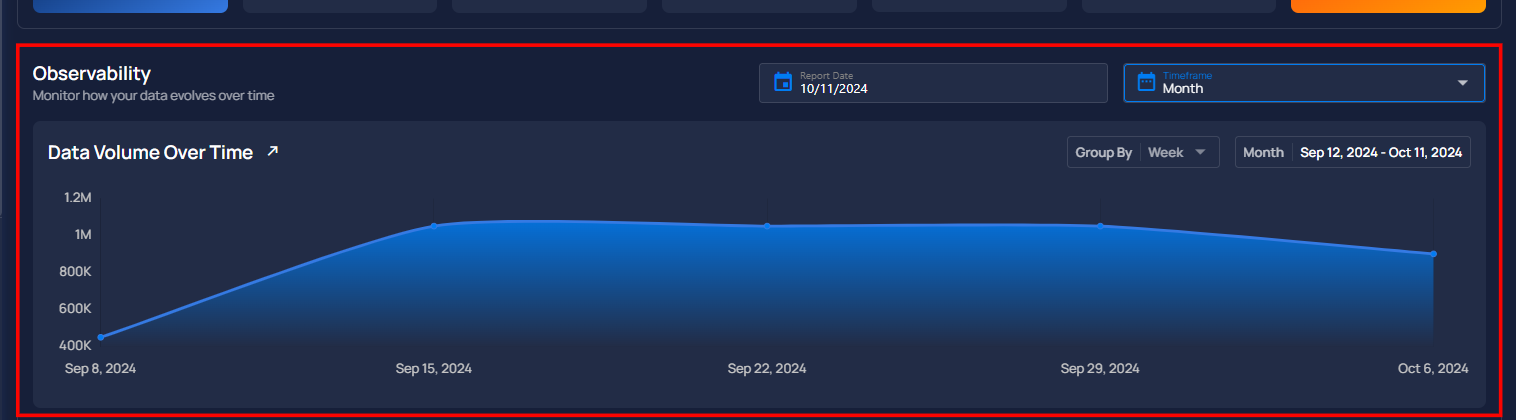 Observability
Monitor how your data evolves over time
Report Date
10/11/2024
Timeframe
Month
Data Volume Over Time
Group By Week
Month Sep 12, 2024 - Oct 11, 2024
1.2M
1M
800K
600K
400K
Sep 8, 2024 Sep 15, 2024 Sep 22, 2024 Sep 29, 2024 Oct 6, 2024